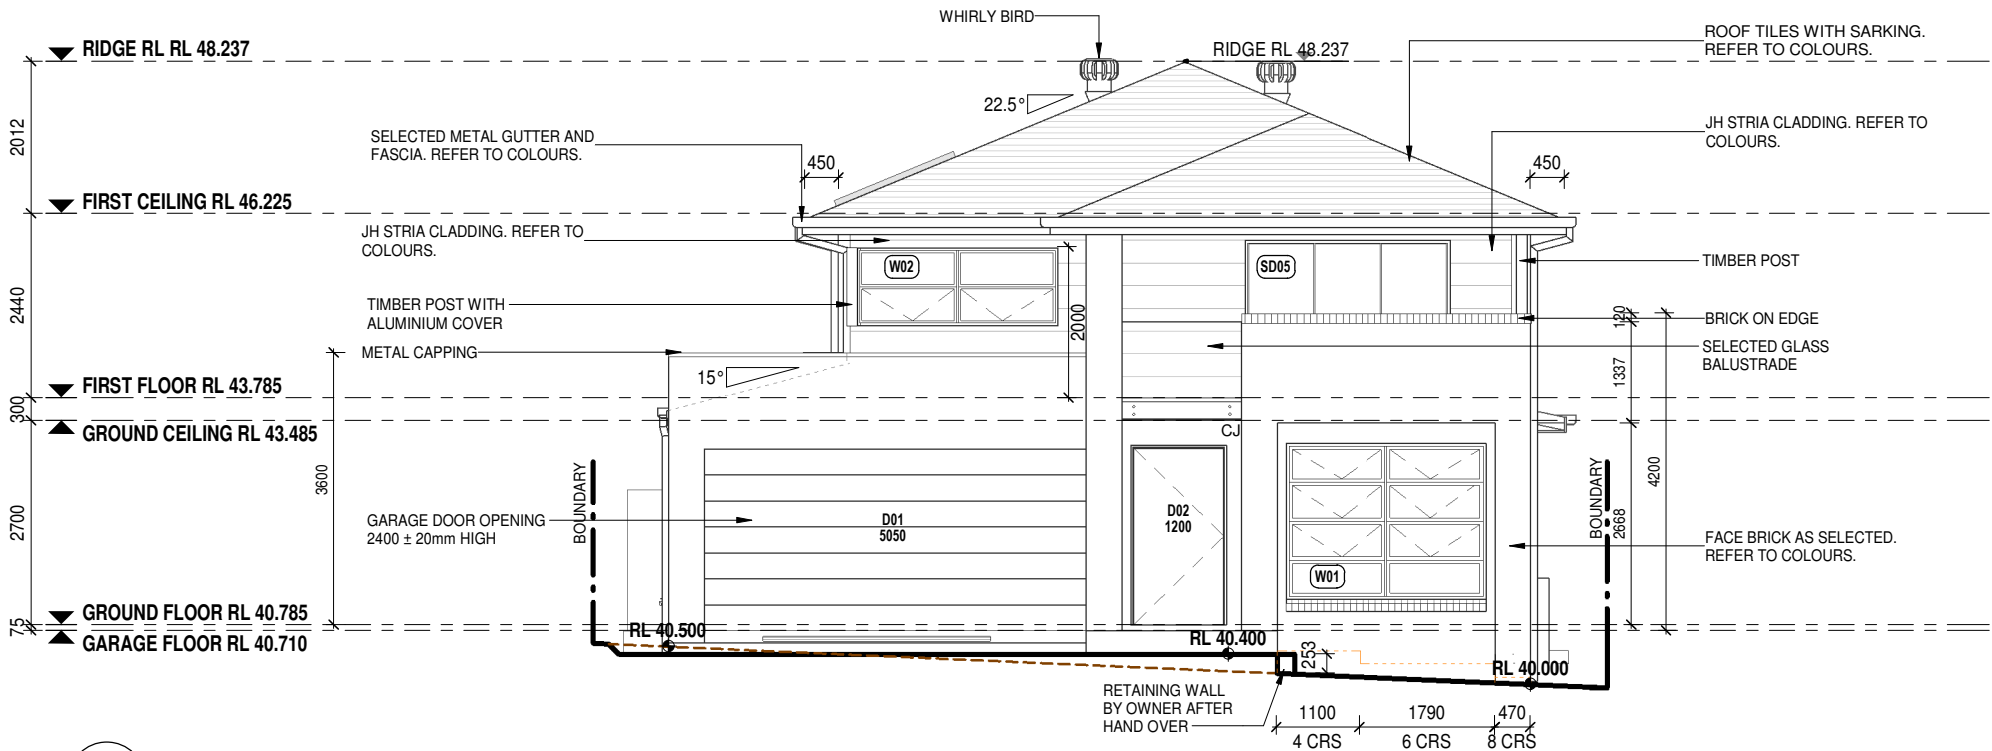 WHIRLY BIRD
RIDGE RL RL 48.237
RIDGE RL 48.237
ROOF TILES WITH SARKING.
REFER TO COLOURS.
22.5°
2012
SELECTED METAL GUTTER AND
FASCIA. REFER TO COLOURS.
450
450
JH STRIA CLADDING. REFER TO
COLOURS.
FIRST CEILING RL 46.225
JH STRIA CLADDING. REFER TO
COLOURS.
W02
SD05
TIMBER POST
2440
TIMBER POST WITH
ALUMINIUM COVER
2000
120
BRICK ON EDGE
METAL CAPPING
SELECTED GLASS
BALUSTRADE
15°
1337
FIRST FLOOR RL 43.785
300
GROUND CEILING RL 43.485
CJ
3600
BOUNDARY
BOUNDARY
4200
2668
2700
GARAGE DOOR OPENING
2400 ± 20mm HIGH
D01
5050
D02
1200
FACE BRICK AS SELECTED.
REFER TO COLOURS.
W01
GROUND FLOOR RL 40.785
75
GARAGE FLOOR RL 40.710
RL 40.500
RL 40.400
253
RL 40.000
RETAINING WALL
BY OWNER AFTER
HAND OVER
1100
1790
470
4 CRS
6 CRS
8 CRS